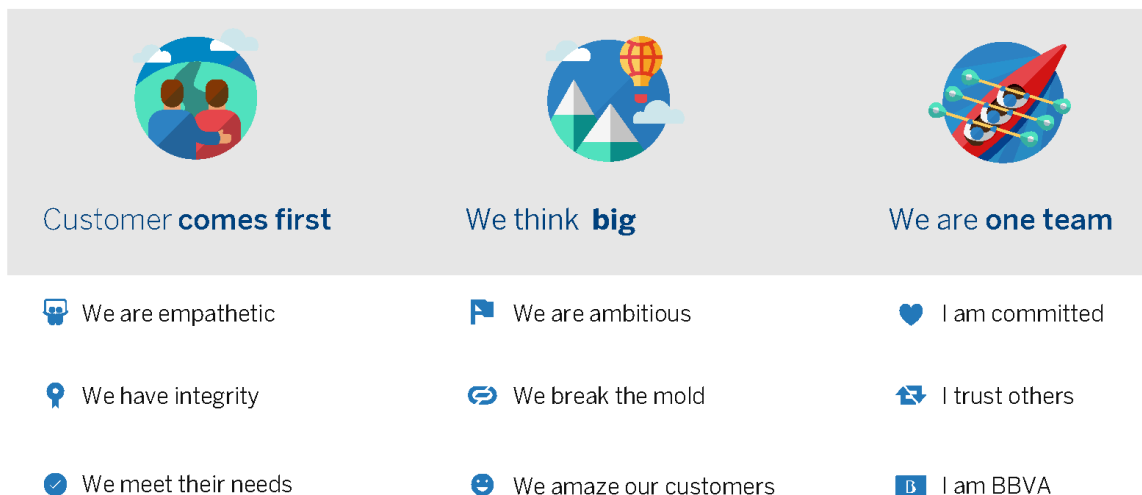 Customer comes first
We think big
We are one team
We are empathetic
We are ambitious
I am committed
We have integrity
We break the mold
I trust others
We meet their needs
We amaze our customers
B
I am BBVA